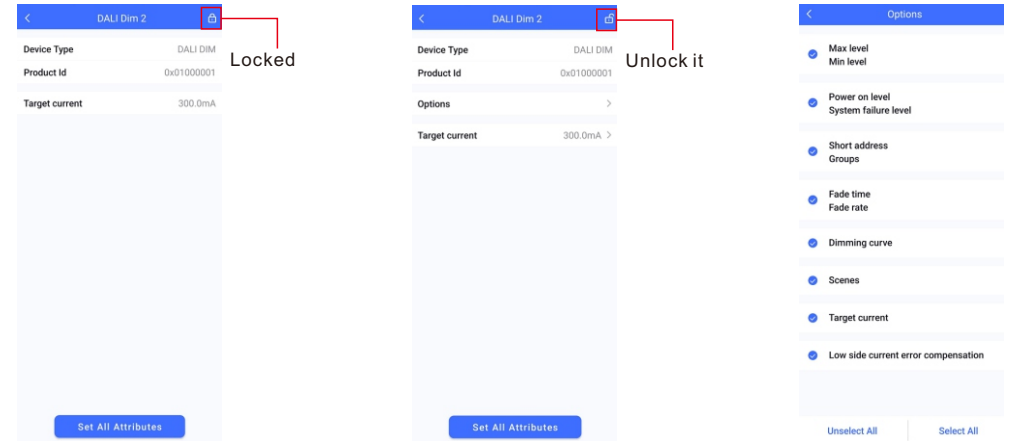 DALI Dim 2
Device Type DALI DIM
Product Id 0x01000001
Target current 300.0mA
Set All Attributes
Locked
DALI Dim 2
Device Type DALI DIM
Product Id 0x01000001
Options
Target current 300.0mA
Set All Attributes
Unlock it
Options
Max level
Min level
Power on level
System failure level
Short address
Groups
Fade time
Fade rate
Dimming curve
Scenes
Target current
Low side current error compensation
Unselect All Select All